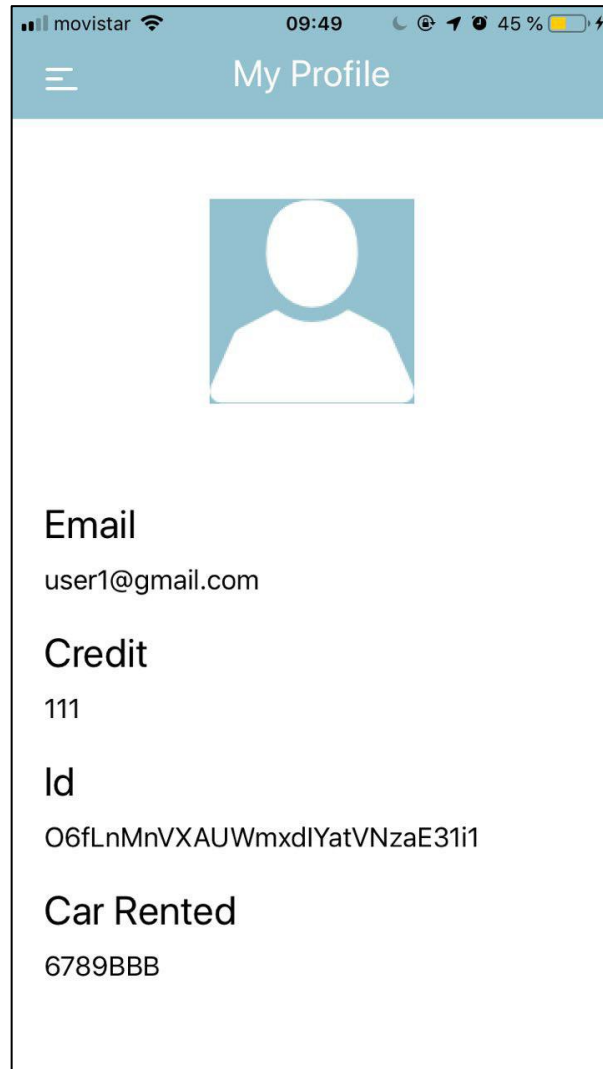 movistar 09:49 45 %
My Profile
Email
user1@gmail.com
Credit
111
Id
O6fLnMnVXAUWmxdIYatVNzaE31i1
Car Rented
6789BBB